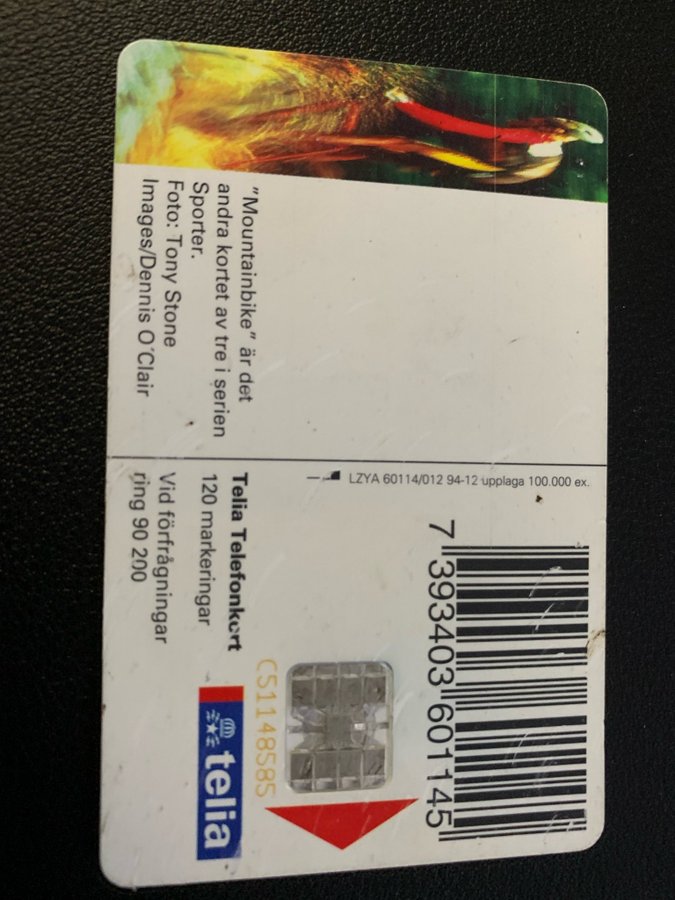 "Mountainbike" är det
andra kortet av tre i serien
Sporter.
Foto: Tony Stone
Images/Dennis O´Clair
LZYA 60114/012 94-12 upplaga 100.000 ex.
7 393403 601145
Telia Telefonkort
120 markeringar
Vid förfrågningar
ring 90 200
C51148585
telia